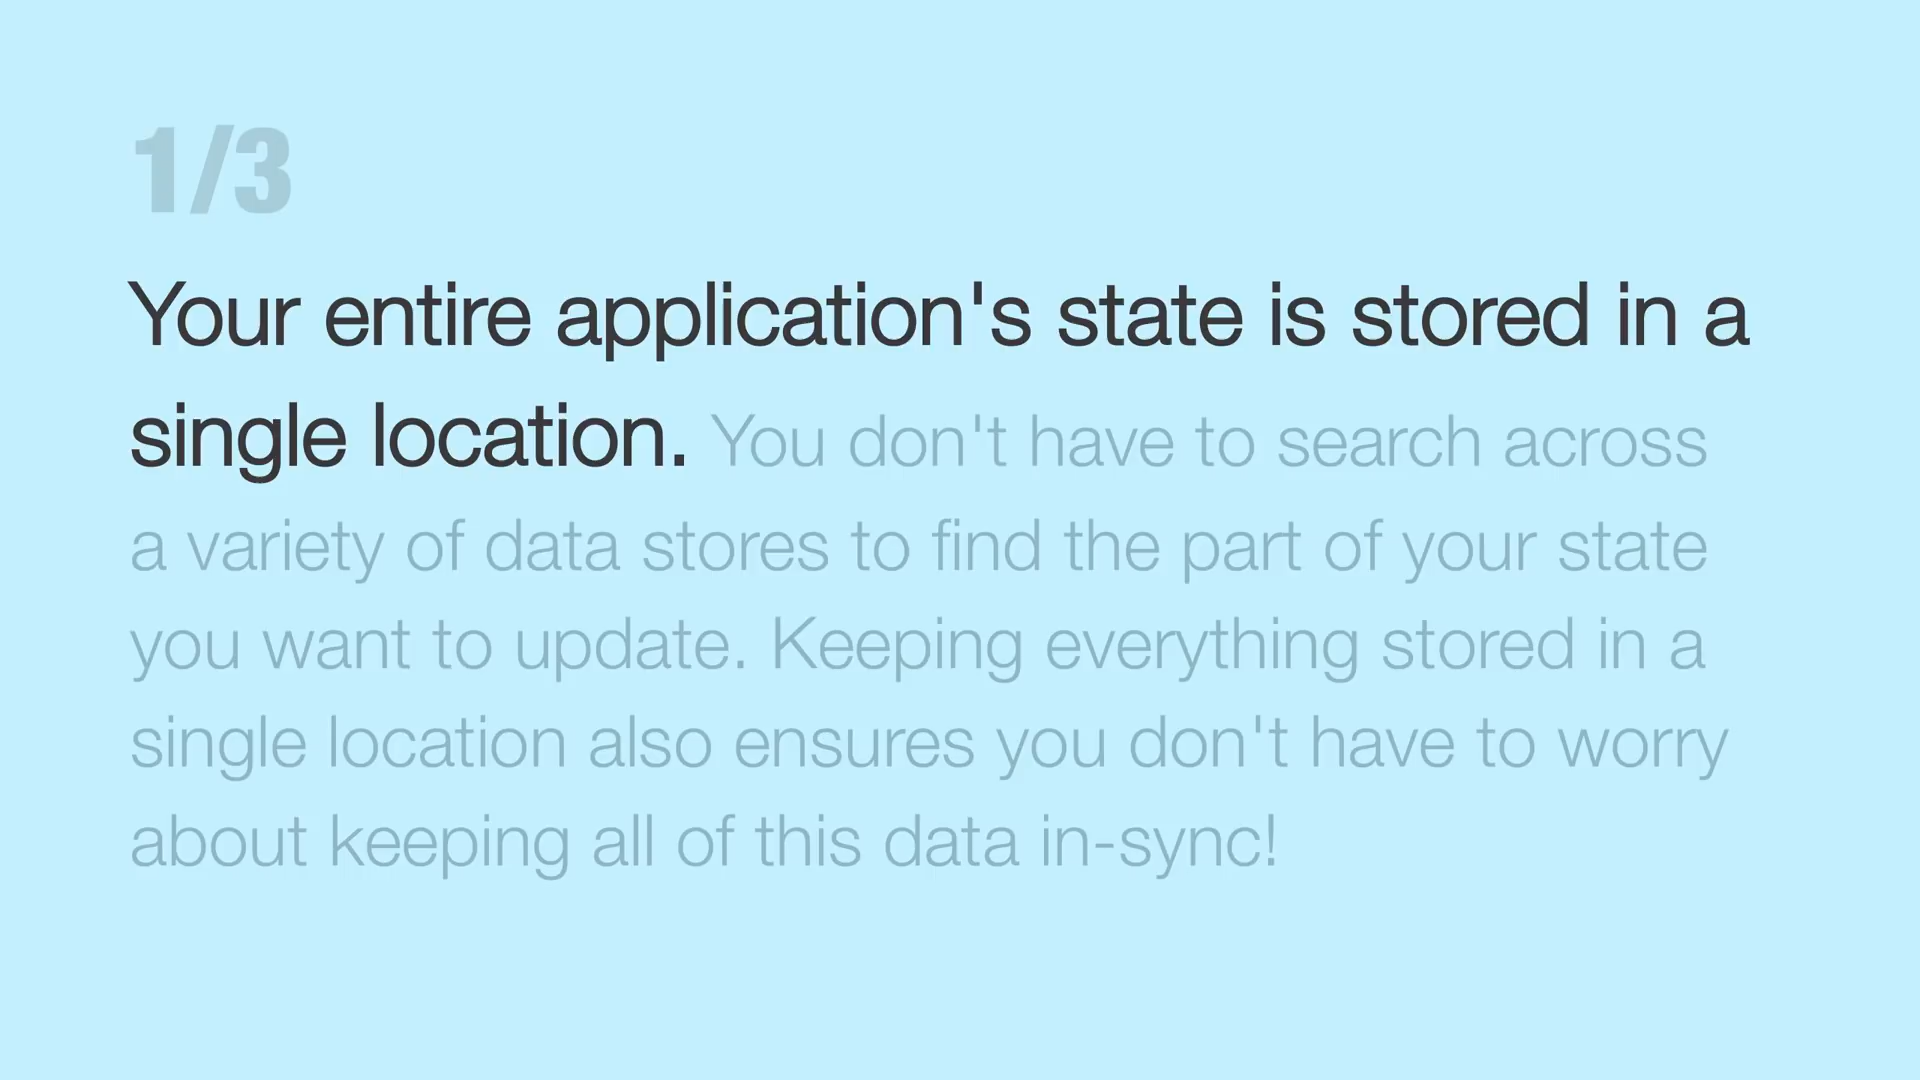 1/3
Your entire application's state is stored in a
single location. You don't have to search across
a variety of data stores to find the part of your state
you want to update. Keeping everything stored in a
single location also ensures you don't have to worry
about keeping all of this data in-sync!